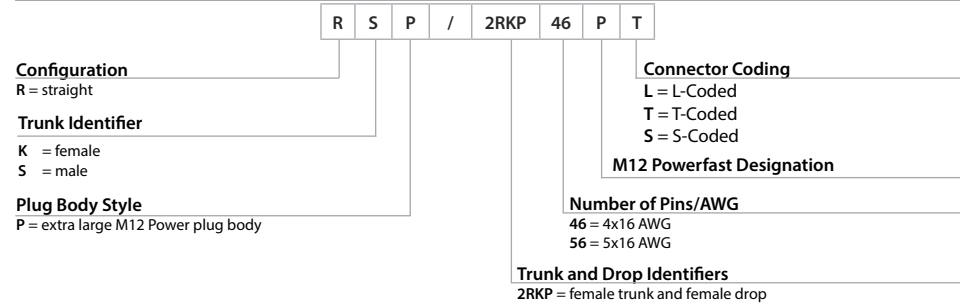 R S P / 2RKP 46 P T
Configuration
R = straight
Trunk Identifier
K = female
S = male
Plug Body Style
P = extra large M12 Power plug body
Connector Coding
L = L-Coded
T = T-Coded
S = S-Coded
M12 Powerfast Designation
Number of Pins/AWG
46 = 4x16 AWG
56 = 5x16 AWG
Trunk and Drop Identifiers
2RKP = female trunk and female drop